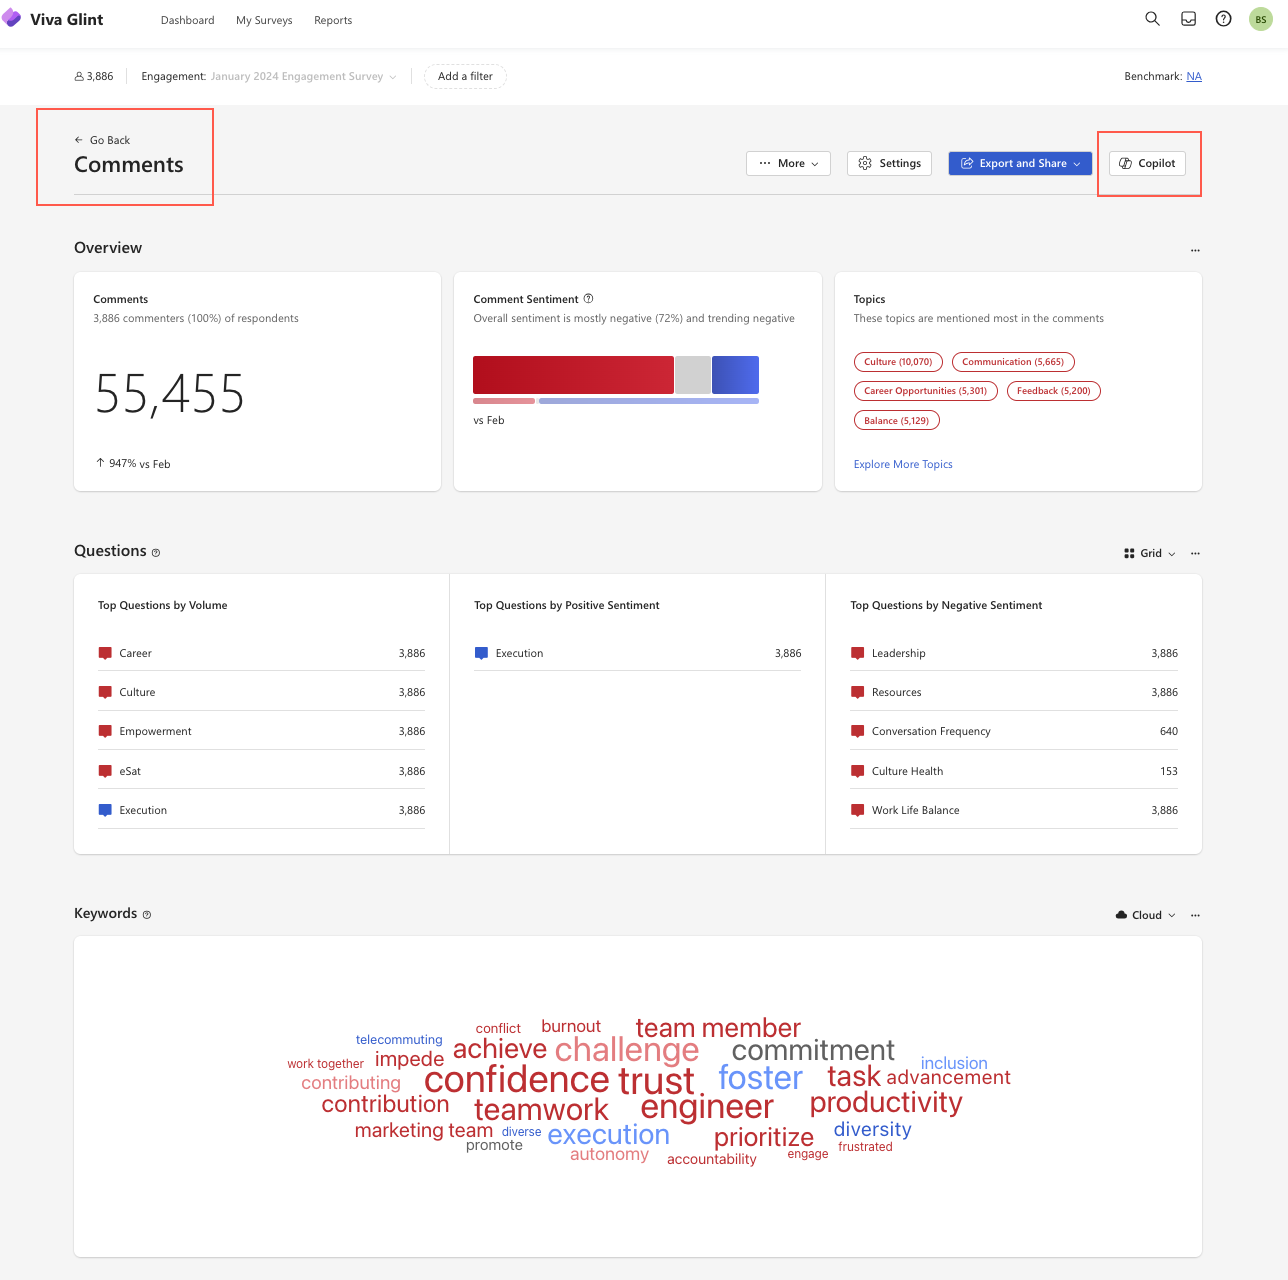 Viva Glint Dashboard My Surveys Reports BS
3,886 Engagement: January 2024 Engagement Survey Add a filter Benchmark: NA
Go Back
Comments
More Settings Export and Share Copilot
Overview
Comments
3,886 commenters (100%) of respondents
55,455
947% vs Feb
Comment Sentiment
Overall sentiment is mostly negative (72%) and trending negative
vs Feb
Topics
These topics are mentioned most in the comments
Culture (10,070) Communication (5,665)
Career Opportunities (5,301) Feedback (5,200)
Balance (5,129)
Explore More Topics
Questions Grid
Top Questions by Volume
Career 3,886
Culture 3,886
Empowerment 3,886
eSat 3,886
Execution 3,886
Top Questions by Positive Sentiment
Execution 3,886
Top Questions by Negative Sentiment
Leadership 3,886
Resources 3,886
Conversation Frequency 640
Culture Health 153
Work Life Balance 3,886
Keywords Cloud
conflict burnout team member
telecommuting achieve challenge commitment
work together impede inclusion
contributing confidence trust foster task advancement
contribution teamwork engineer productivity
marketing team diverse execution prioritize diversity
promote autonomy accountability engage frustrated